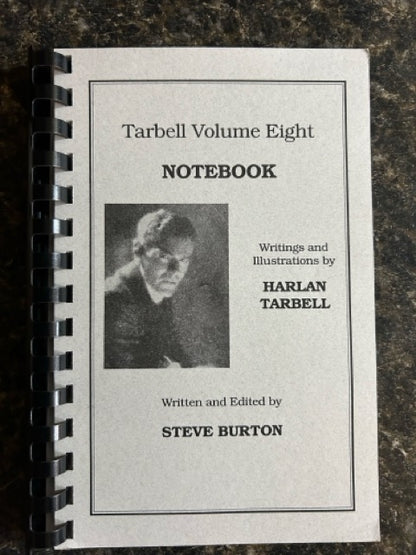 Tarbell Volume Eight
NOTEBOOK
Writings and
Illustrations by
HARLAN
TARBELL
Written and Edited by
STEVE BURTON